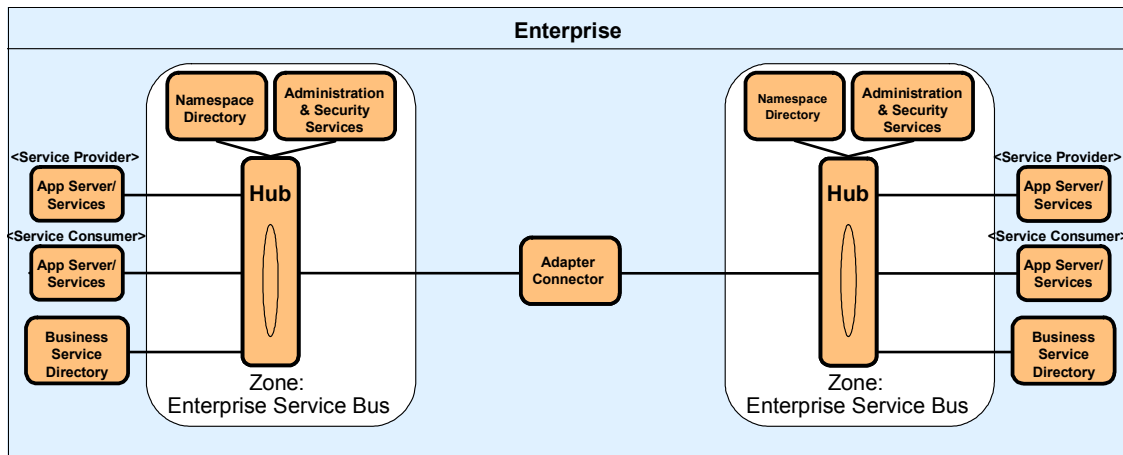 Enterprise
Namespace
Directory
Administration
& Security
Services
<Service Provider>
App Server/
Services
Hub
<Service Consumer>
App Server/
Services
Business
Service
Directory
Zone:
Enterprise Service Bus
Adapter
Connector
Namespace
Directory
Administration
& Security
Services
Hub
<Service Provider>
App Server/
Services
<Service Consumer>
App Server/
Services
Business
Service
Directory
Zone:
Enterprise Service Bus